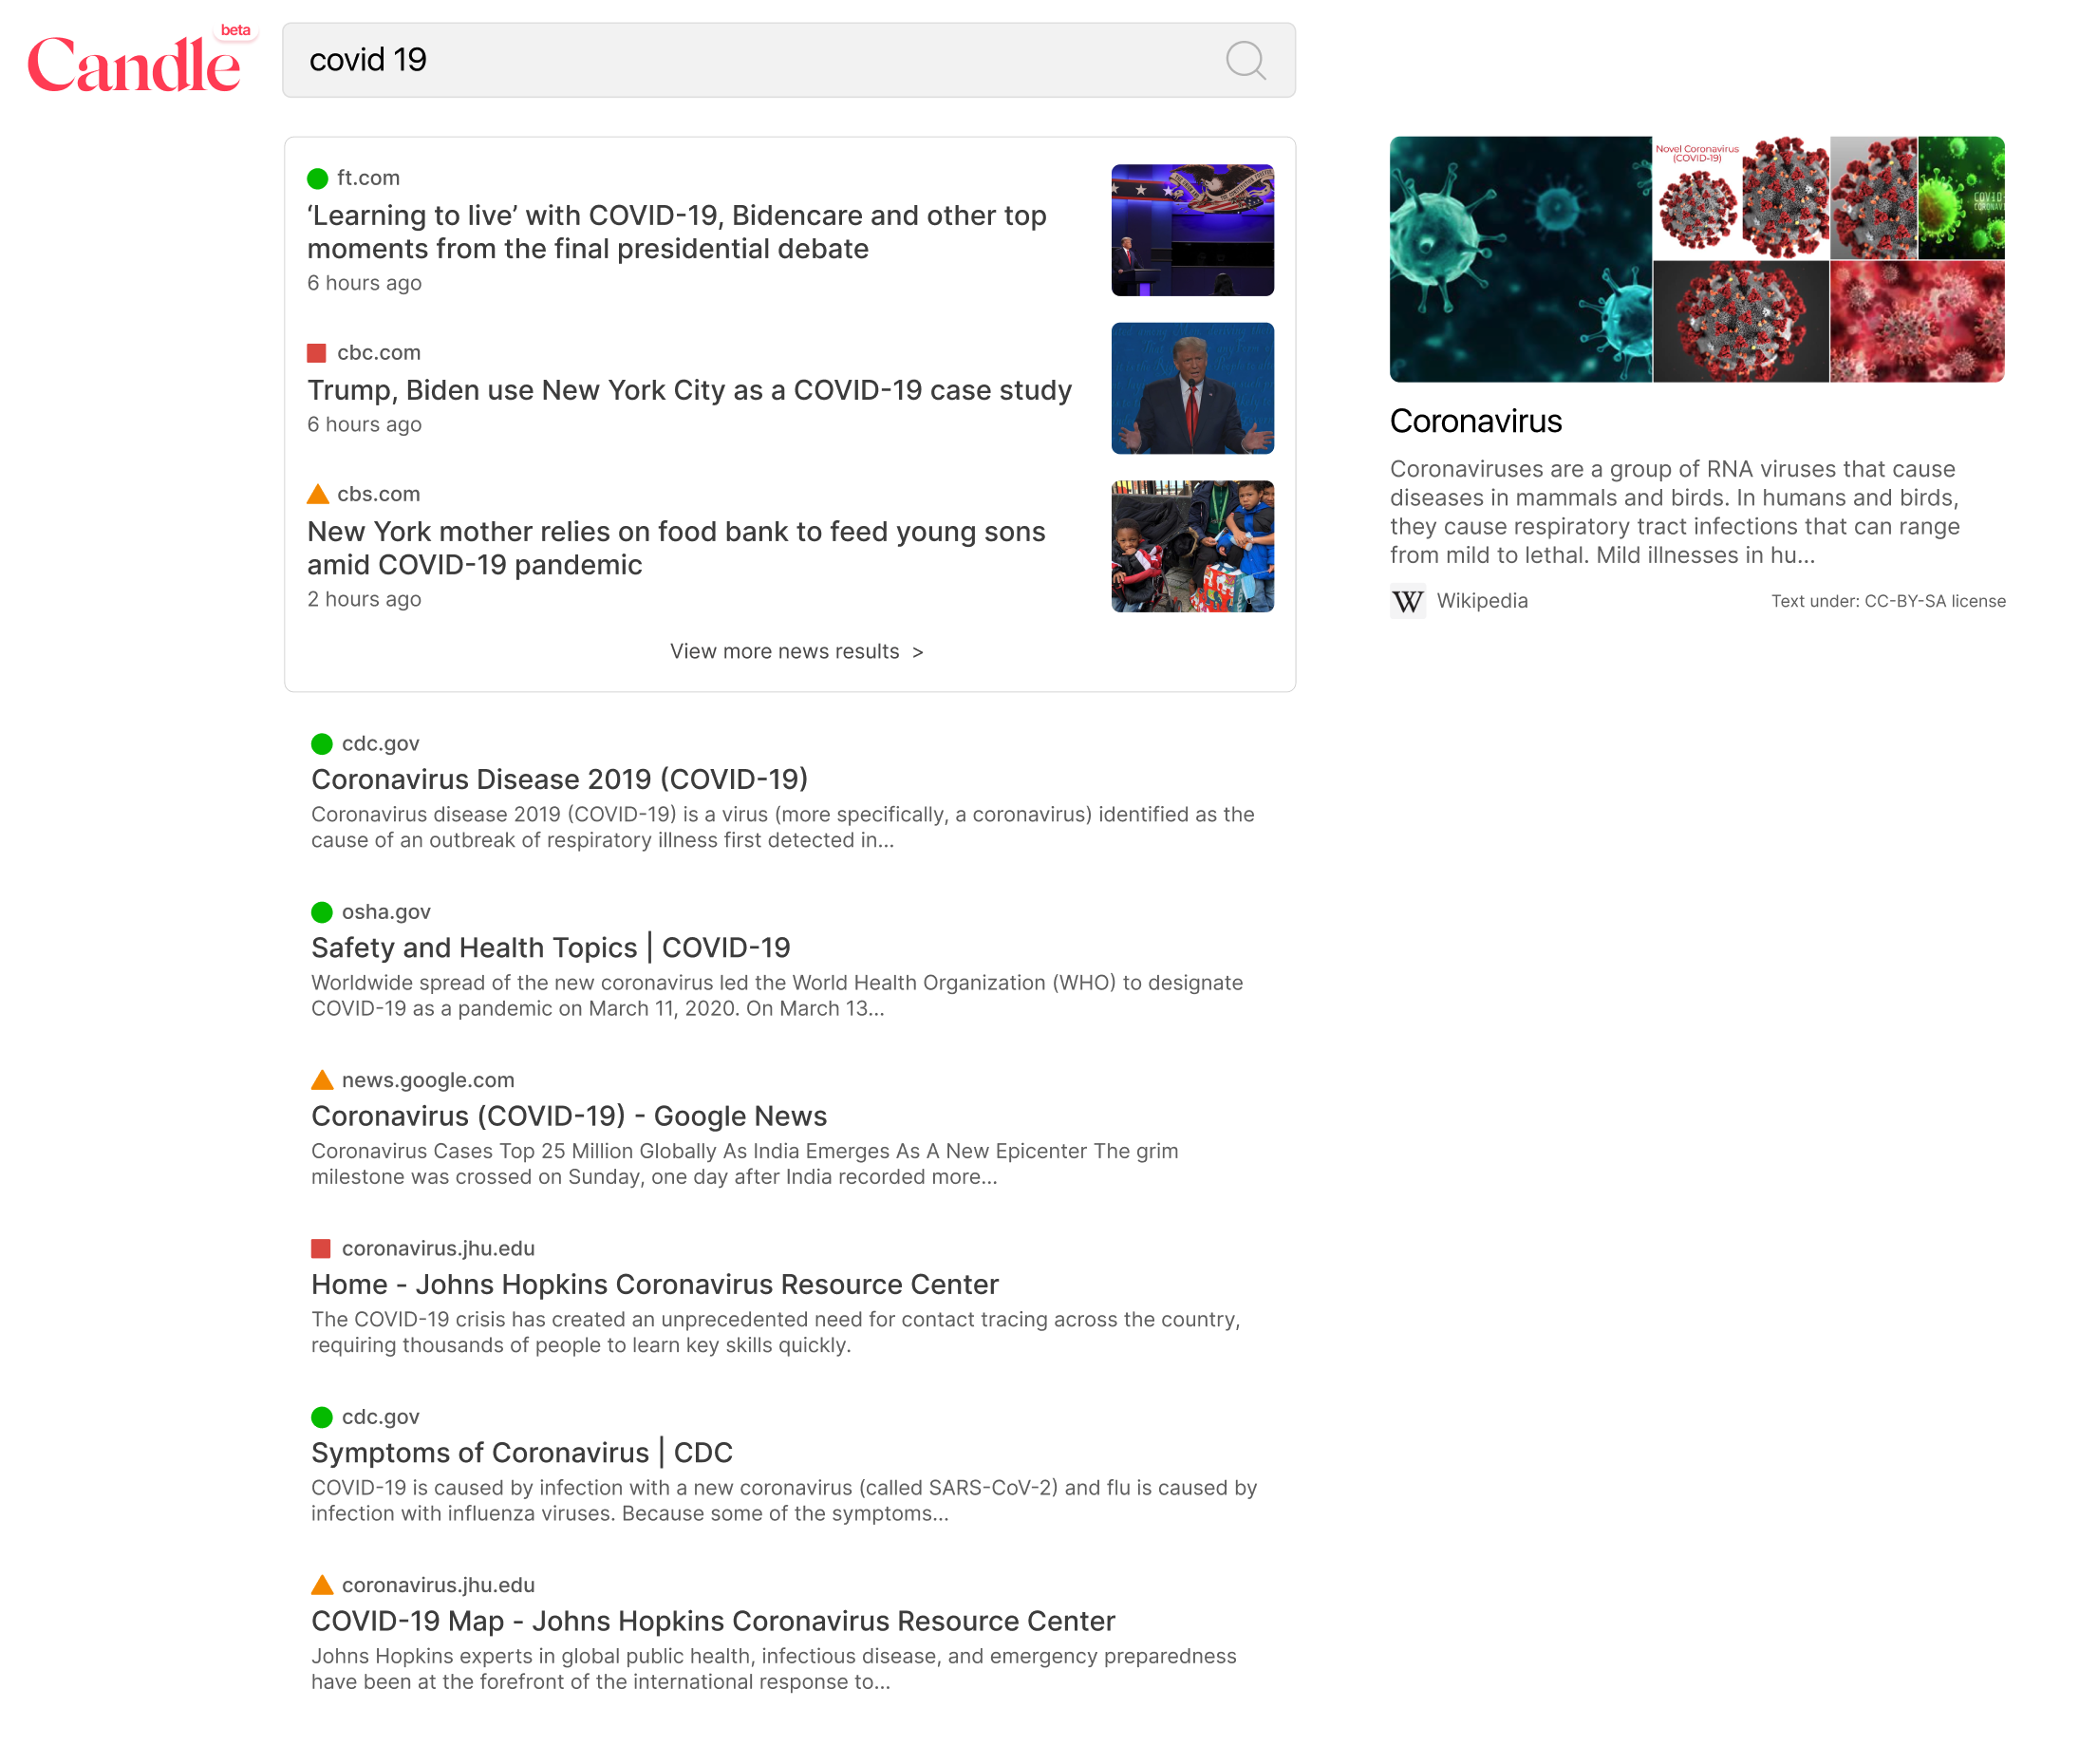 Candle
beta
covid 19
ft.com
‘Learning to live’ with COVID-19, Bidencare and other top
moments from the final presidential debate
6 hours ago
cbc.com
Trump, Biden use New York City as a COVID-19 case study
6 hours ago
cbs.com
New York mother relies on food bank to feed young sons
amid COVID-19 pandemic
2 hours ago
View more news results >
Novel Coronavirus
(COVID-19)
COVID
Coronavirus
Coronaviruses are a group of RNA viruses that cause
diseases in mammals and birds. In humans and birds,
they cause respiratory tract infections that can range
from mild to lethal. Mild illnesses in hu...
W Wikipedia
Text under: CC-BY-SA license
cdc.gov
Coronavirus Disease 2019 (COVID-19)
Coronavirus disease 2019 (COVID-19) is a virus (more specifically, a coronavirus) identified as the
cause of an outbreak of respiratory illness first detected in...
osha.gov
Safety and Health Topics | COVID-19
Worldwide spread of the new coronavirus led the World Health Organization (WHO) to designate
COVID-19 as a pandemic on March 11, 2020. On March 13...
news.google.com
Coronavirus (COVID-19) - Google News
Coronavirus Cases Top 25 Million Globally As India Emerges As A New Epicenter The grim
milestone was crossed on Sunday, one day after India recorded more...
coronavirus.jhu.edu
Home - Johns Hopkins Coronavirus Resource Center
The COVID-19 crisis has created an unprecedented need for contact tracing across the country,
requiring thousands of people to learn key skills quickly.
cdc.gov
Symptoms of Coronavirus | CDC
COVID-19 is caused by infection with a new coronavirus (called SARS-CoV-2) and flu is caused by
infection with influenza viruses. Because some of the symptoms...
coronavirus.jhu.edu
COVID-19 Map - Johns Hopkins Coronavirus Resource Center
Johns Hopkins experts in global public health, infectious disease, and emergency preparedness
have been at the forefront of the international response to...